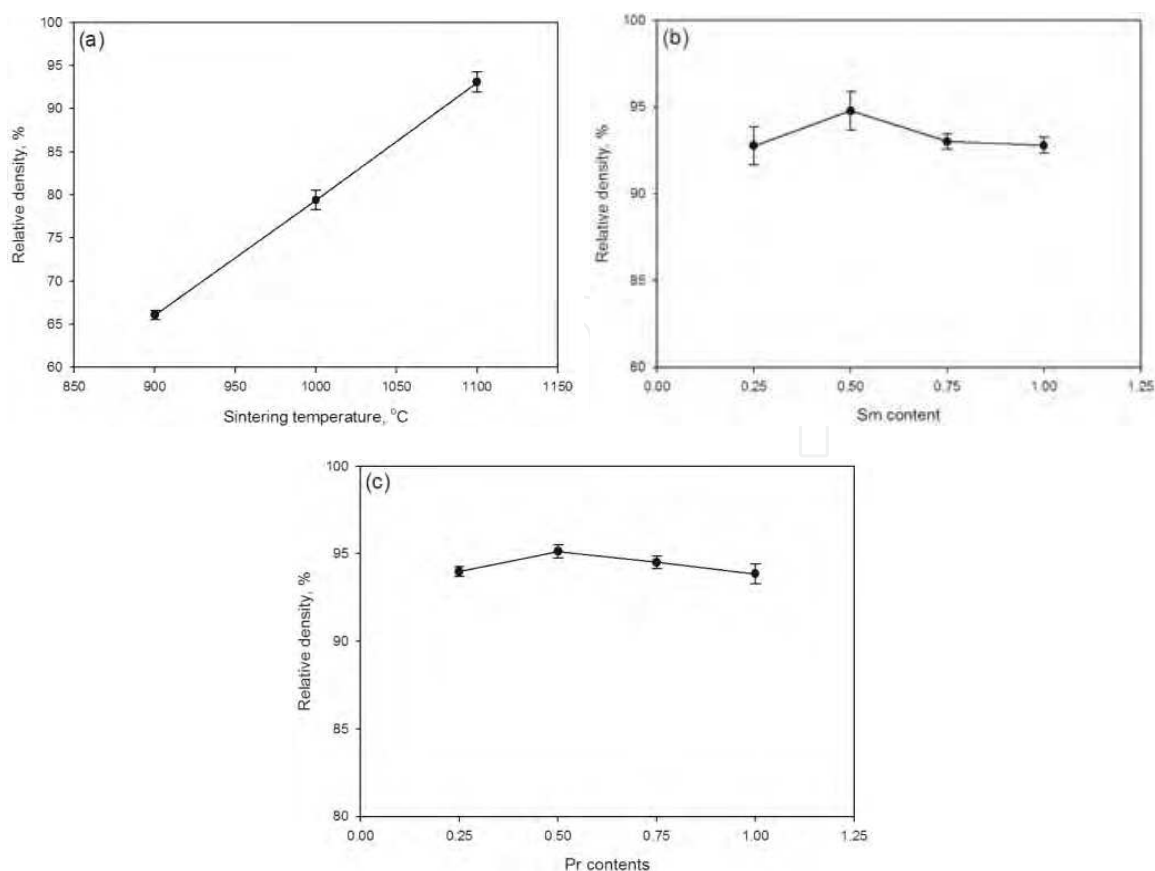 (a)
100
95
90
85
80
75
70
65
60
Relative density, %
850 900 950 1000 1050 1100 1150
Sintering temperature, °C
(b)
100
95
90
85
60
Relative density, %
0.00 0.25 0.50 0.75 1.00 1.25
Sm content
(c)
100
95
90
85
80
Relative density, %
0.00 0.25 0.50 0.75 1.00 1.25
Pr contents